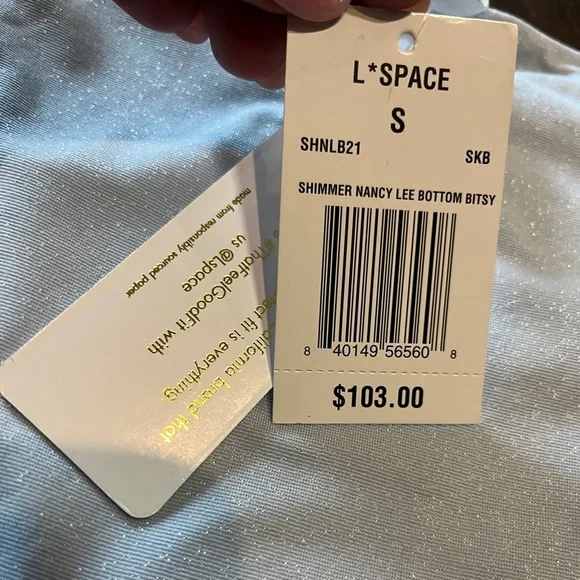 L*SPACE
S
SHNLB21 SKB
SHIMMER NANCY LEE BOTTOM BITSY
8 40149 56560 8
$103.00
california brand that
fit is everything
#ThatFeelGoodFit with
us @Lspace
made from responsibly sourced paper